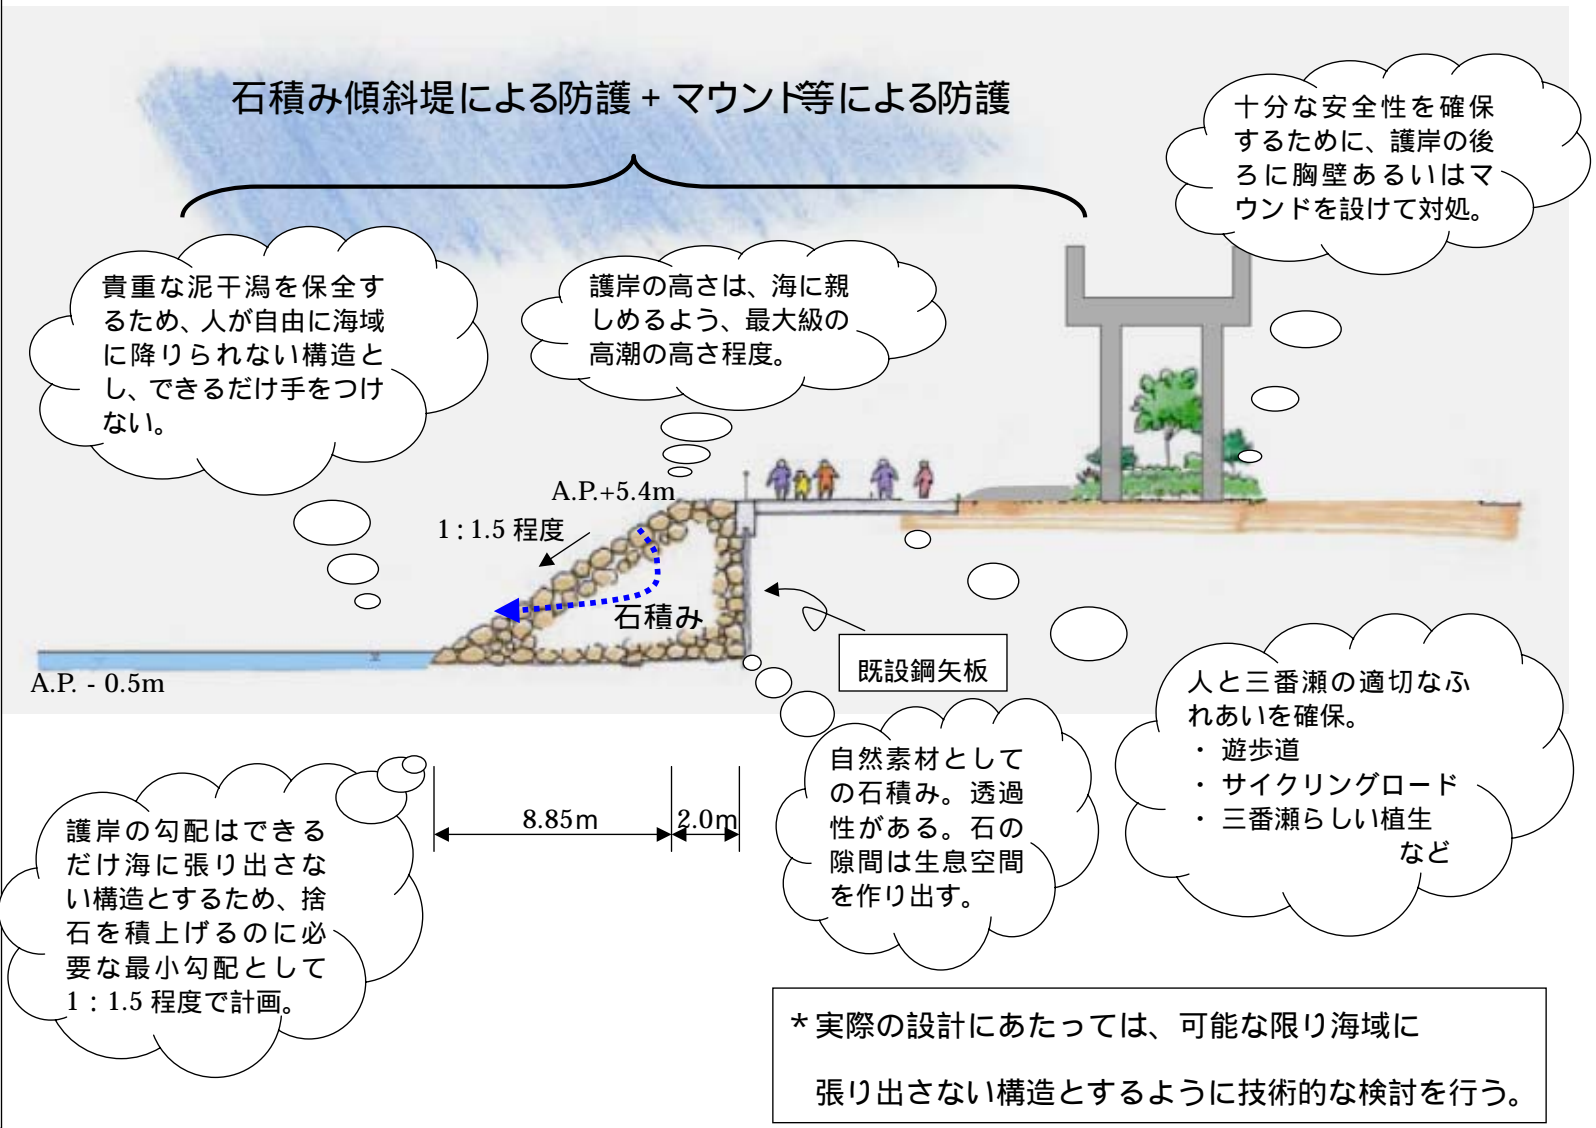 石積み傾斜堤による防護 + マウンド等による防護
十分な安全性を確保
するために、護岸の後
ろに胸壁あるいはマ
ウンドを設けて対処。
貴重な泥干潟を保全す
るため、人が自由に海域
に降りられない構造と
し、できるだけ手をつけ
ない。
護岸の高さは、海に親
しめるよう、最大級の
高潮の高さ程度。
A.P.+5.4m
1 : 1.5 程度
石積み
既設鋼矢板
A.P. - 0.5m
8.85m
2.0m
護岸の勾配はできる
だけ海に張り出さな
い構造とするため、捨
石を積上げるのに必
要な最小勾配として
1 : 1.5 程度で計画。
自然素材として
の石積み。透過
性がある。石の
隙間は生息空間
を作り出す。
人と三番瀬の適切なふ
れあいを確保。
・ 遊歩道
・ サイクリングロード
・ 三番瀬らしい植生
など
* 実際の設計にあたっては、可能な限り海域に
張り出さない構造とするように技術的な検討を行う。